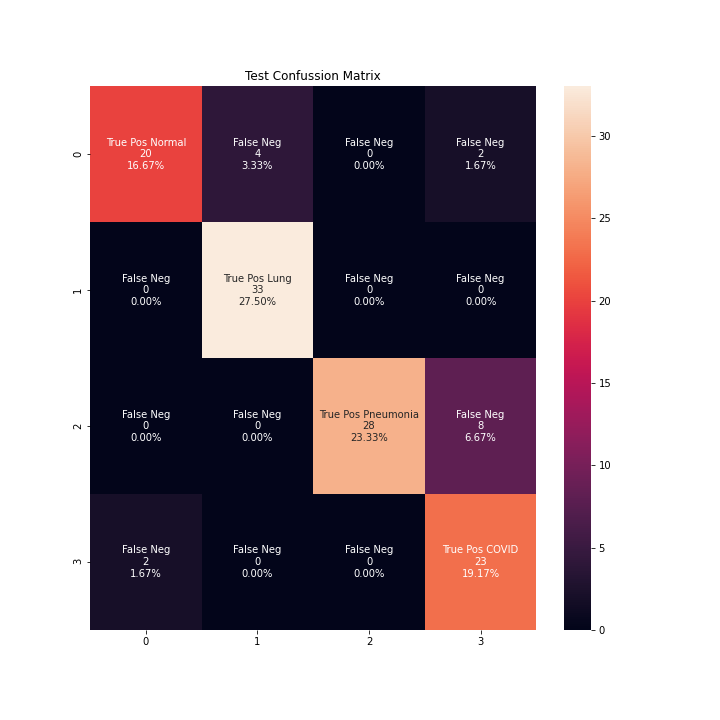 Test Confussion Matrix
0
True Pos Normal
20
16.67%
False Neg
4
3.33%
False Neg
0
0.00%
False Neg
2
1.67%
1
False Neg
0
0.00%
True Pos Lung
33
27.50%
False Neg
0
0.00%
False Neg
0
0.00%
2
False Neg
0
0.00%
False Neg
0
0.00%
True Pos Pneumonia
28
23.33%
False Neg
8
6.67%
3
False Neg
2
1.67%
False Neg
0
0.00%
False Neg
0
0.00%
True Pos COVID
23
19.17%
0
1
2
3
30
25
20
15
10
5
0